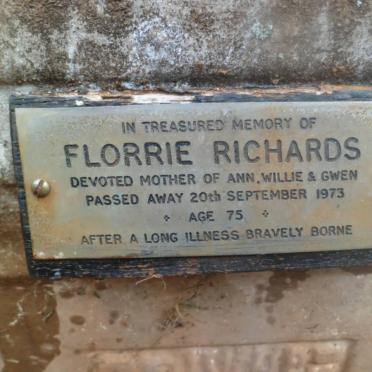 IN TREASURED MEMORY OF
FLORRIE RICHARDS
DEVOTED MOTHER OF ANN, WILLIE & GWEN
PASSED AWAY 20th SEPTEMBER 1973
AGE 75
AFTER A LONG ILLNESS BRAVELY BORNE